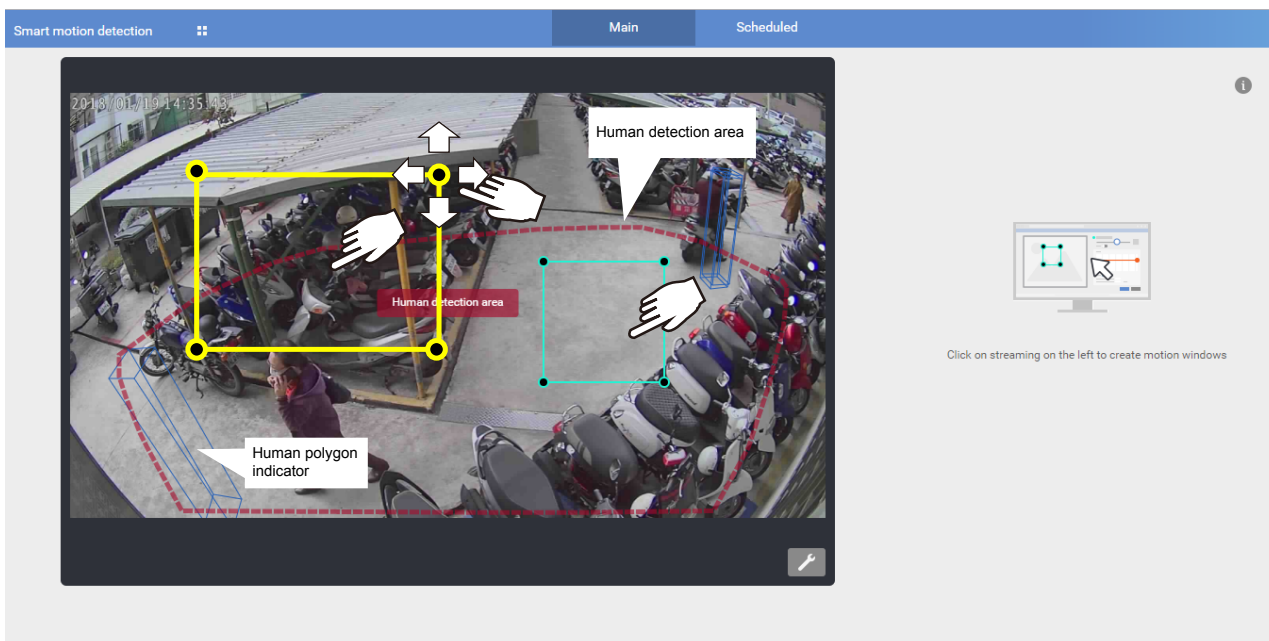 Smart motion detection
Main
Scheduled
2018/01/19 14:35:43
Human detection area
Human detection area
Human polygon
indicator
Click on streaming on the left to create motion windows